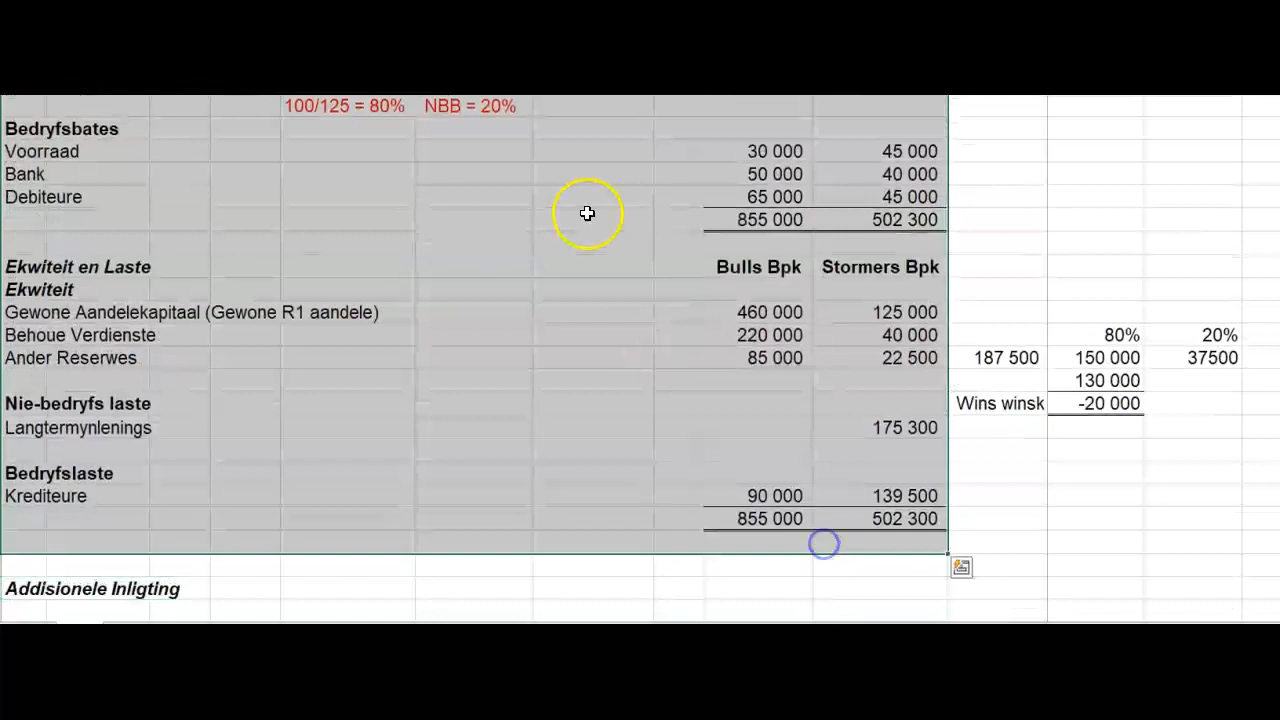 100/125 = 80% NBB = 20%
Bedryfsbates
Voorraad 30 000 45 000
Bank 50 000 40 000
Debiteure 65 000 45 000
855 000 502 300
Ekwiteit en Laste Bulls Bpk Stormers Bpk
Ekwiteit
Gewone Aandelekapitaal (Gewone R1 aandele) 460 000 125 000
Behoue Verdienste 220 000 40 000 80% 20%
Ander Reserwes 85 000 22 500 187 500 150 000 37500
130 000
Nie-bedryfs laste Wins winsk -20 000
Langtermynlenings 175 300
Bedryfslaste
Krediteure 90 000 139 500
855 000 502 300
Addisionele Inligting